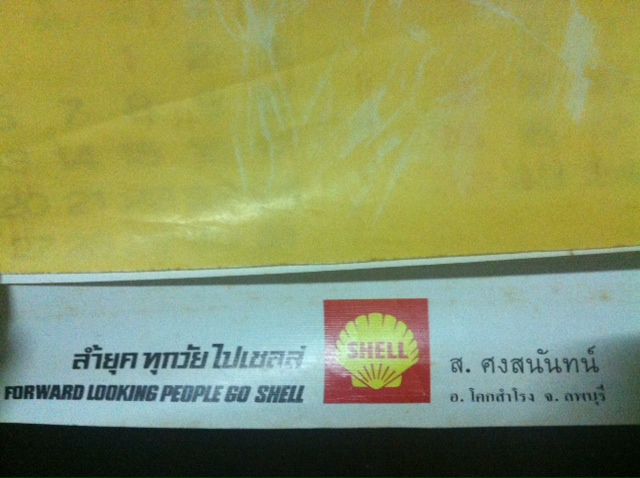 ล้ำยุค ทุกวัย ไปเชลล์
FORWARD LOOKING PEOPLE GO SHELL
SHELL
ส. ศงสนันทน์
อ. โคกสำโรง จ. ลพบุรี